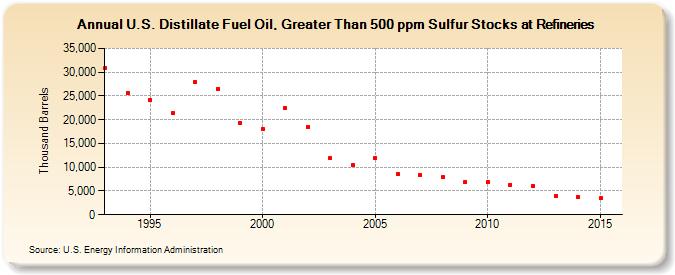 Annual U.S. Distillate Fuel Oil, Greater Than 500 ppm Sulfur Stocks at Refineries
Thousand Barrels
35,000
30,000
25,000
20,000
15,000
10,000
5,000
0
1995 2000 2005 2010 2015
Source: U.S. Energy Information Administration